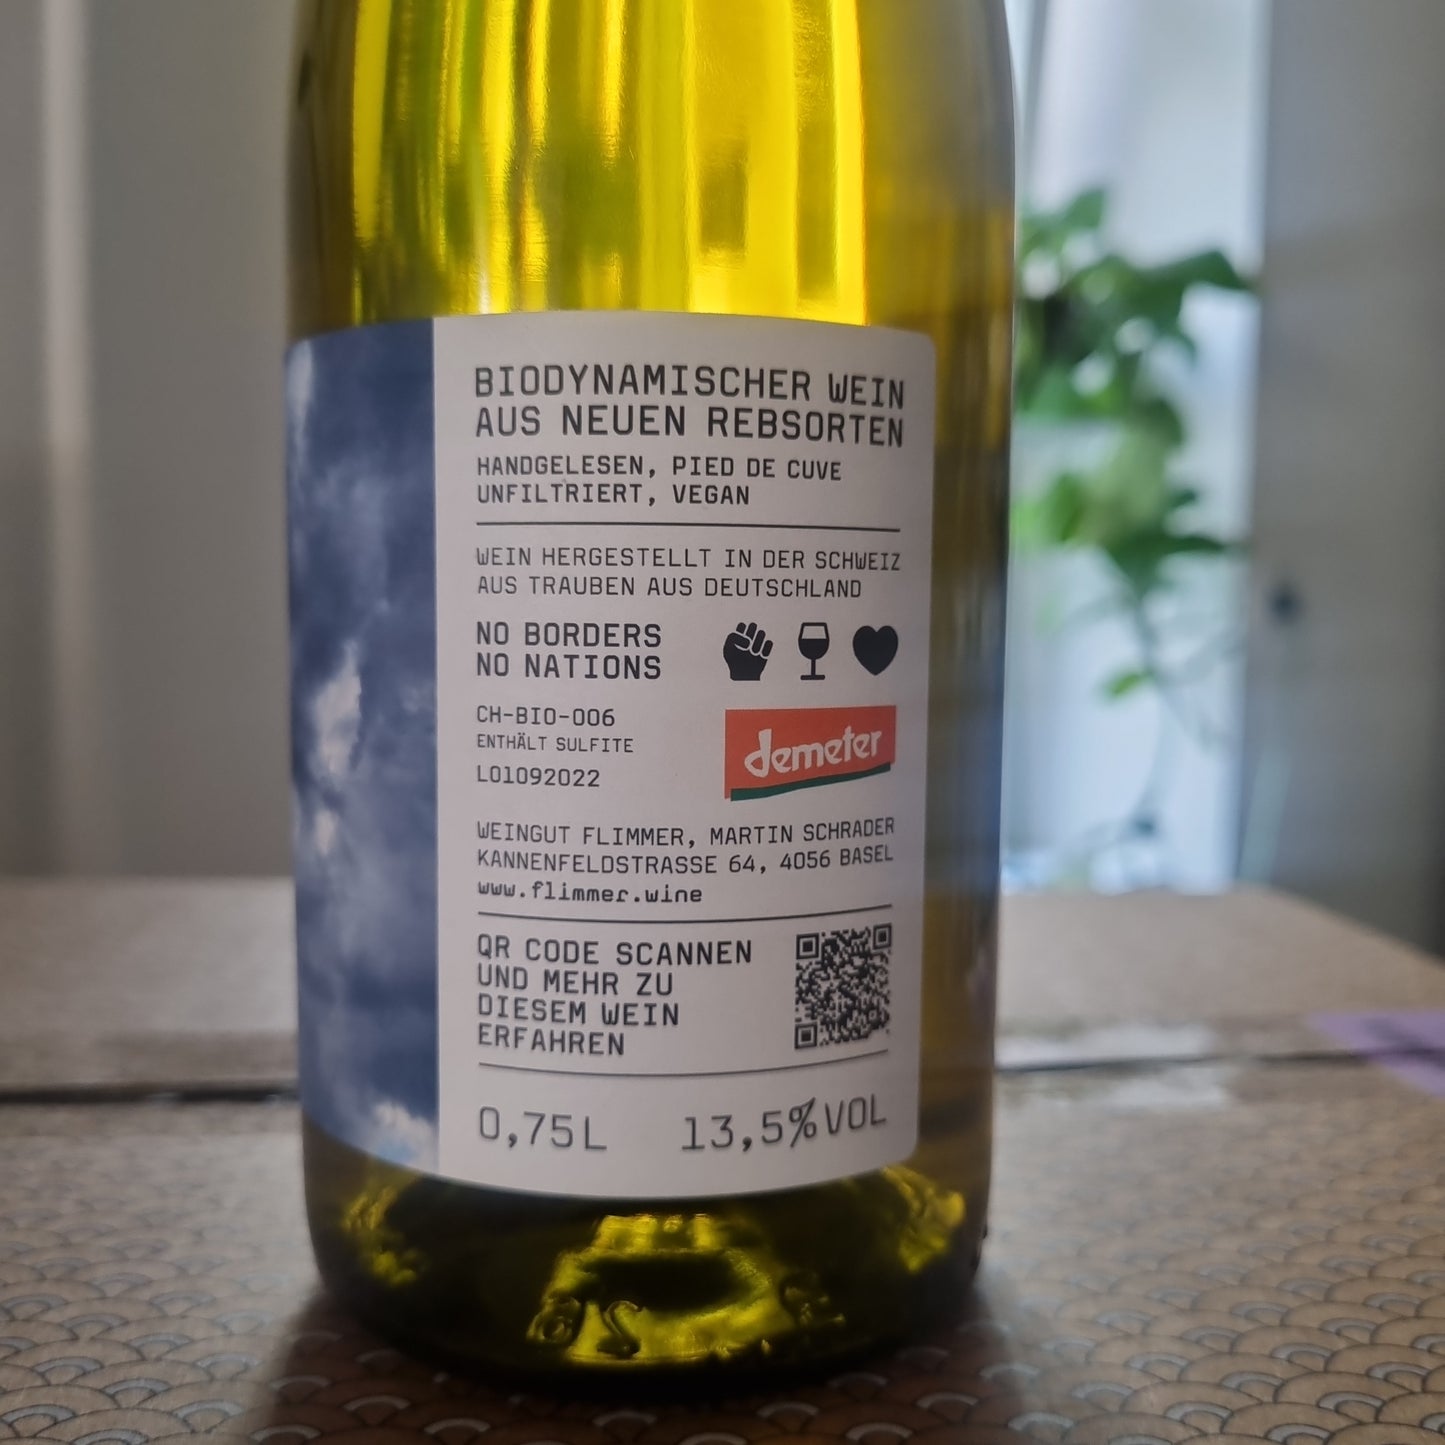 BIODYNAMISCHER WEIN
AUS NEUEN REBSORTEN
HANDGELESEN, PIED DE CUVE
UNFILTRIERT, VEGAN
WEIN HERGESTELLT IN DER SCHWEIZ
AUS TRAUBEN AUS DEUTSCHLAND
NO BORDERS
NO NATIONS
CH-BIO-006
ENTHÄLT SULFITE
L01092022
demeter
WEINGUT FLIMMER, MARTIN SCHRADER
KANNENFELDSTRASSE 64, 4056 BASEL
www.flimmer.wine
QR CODE SCANNEN
UND MEHR ZU
DIESEM WEIN
ERFAHREN
0,75L 13,5%VOL